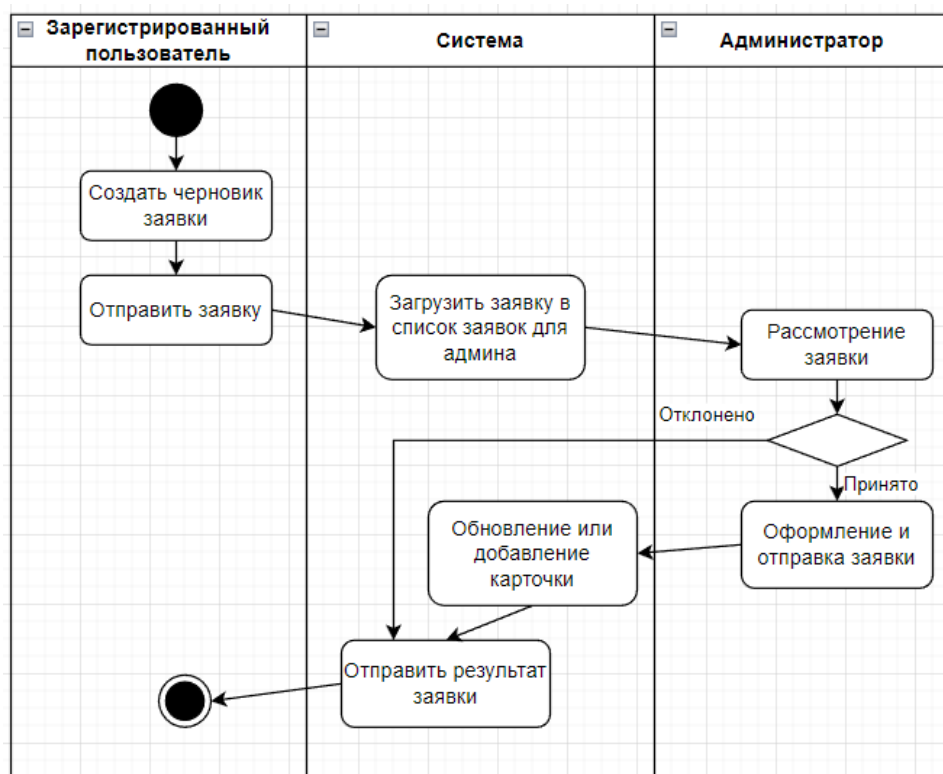 Зарегистрированный
пользователь
Система
Администратор
Создать черновик
заявки
Отправить заявку
Загрузить заявку в
список заявок для
админа
Рассмотрение
заявки
Отклонено
Принято
Обновление или
добавление
карточки
Оформление и
отправка заявки
Отправить результат
заявки